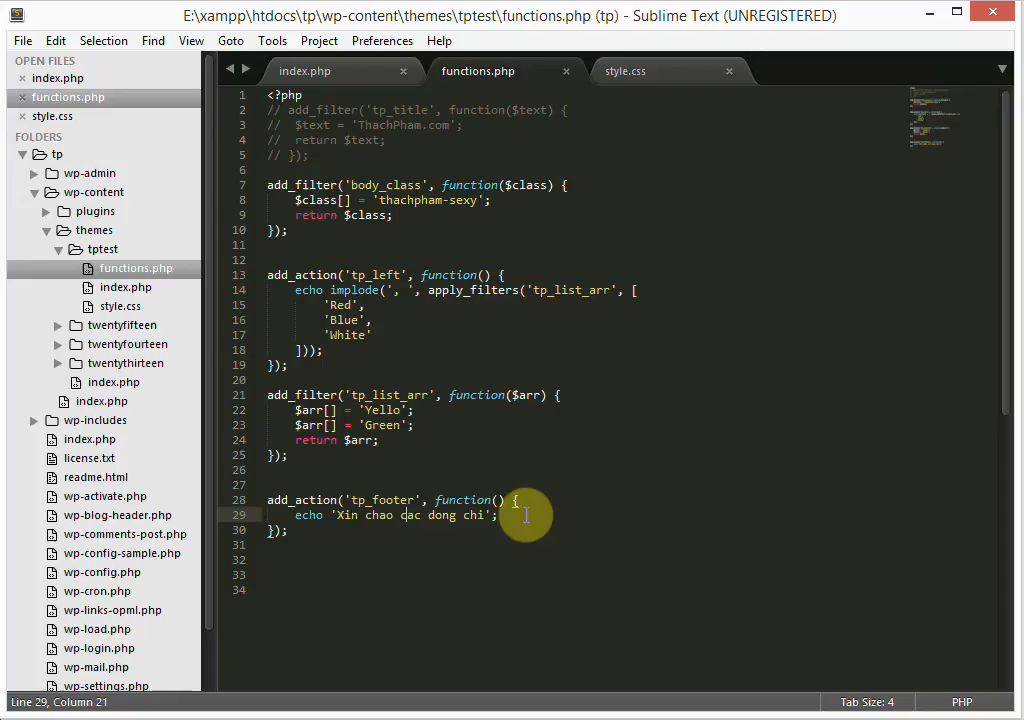 E:\xampp\htdocs\tp\wp-content\themes\tptest\functions.php (tp) - Sublime Text (UNREGISTERED)
File Edit Selection Find View Goto Tools Project Preferences Help
OPEN FILES
index.php
functions.php
style.css
FOLDERS
tp
wp-admin
wp-content
plugins
themes
tptest
functions.php
index.php
style.css
twentyfifteen
twentyfourteen
twentythirteen
index.php
index.php
wp-includes
index.php
license.txt
readme.html
wp-activate.php
wp-blog-header.php
wp-comments-post.php
wp-config-sample.php
wp-config.php
wp-cron.php
wp-links-opml.php
wp-load.php
wp-login.php
wp-mail.php
wp-settings.php
index.php functions.php style.css
1 <?php
2 // add_filter('tp_title', function($text) {
3 //  $text = 'ThachPham.com';
4 //  return $text;
5 // });
6
7 add_filter('body_class', function($class) {
8     $class[] = 'thachpham-sexy';
9     return $class;
10 });
11
12
13 add_action('tp_left', function() {
14     echo implode(', ', apply_filters('tp_list_arr', [
15         'Red',
16         'Blue',
17         'White'
18     ]));
19 });
20
21 add_filter('tp_list_arr', function($arr) {
22     $arr[] = 'Yello';
23     $arr[] = 'Green';
24     return $arr;
25 });
26
27
28 add_action('tp_footer', function() {
29     echo 'Xin chao cac dong chi';
30 });
31
32
33
34
Line 29, Column 21 Tab Size: 4 PHP